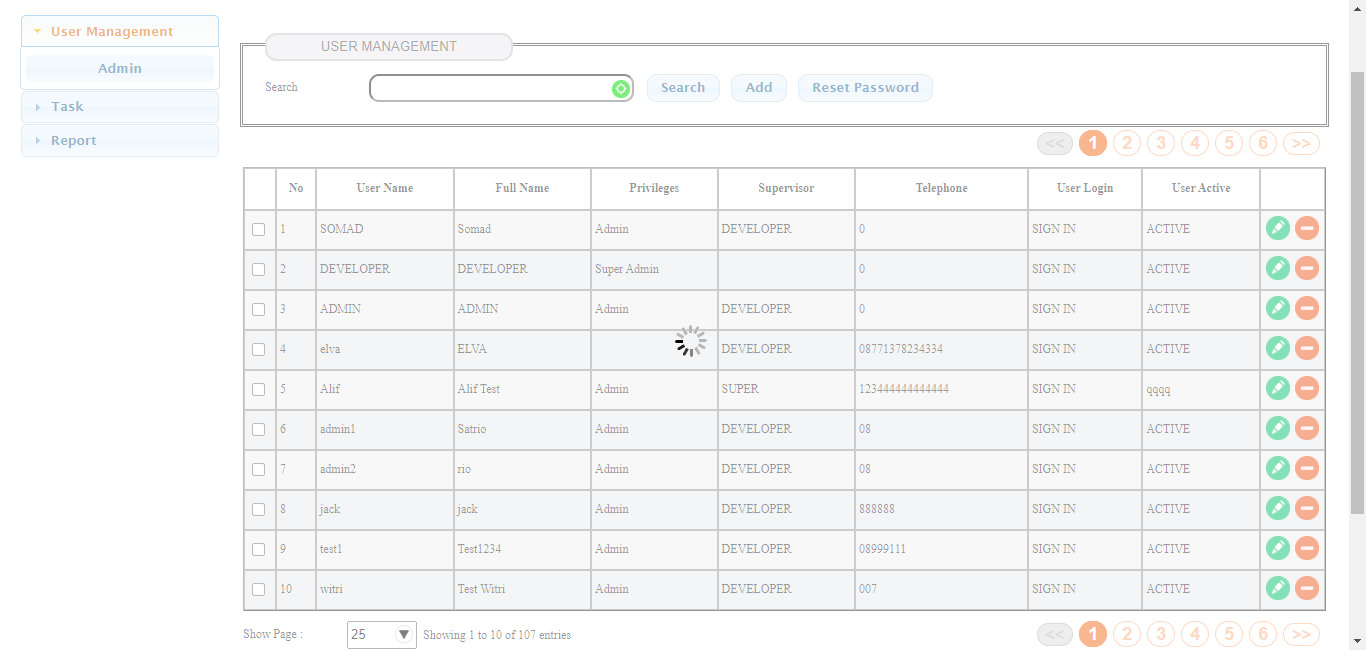 User Management
Admin
Task
Report
USER MANAGEMENT
Search Search Add Reset Password
<< 1 2 3 4 5 6 >>
No User Name Full Name Privileges Supervisor Telephone User Login User Active
1 SOMAD Somad Admin DEVELOPER 0 SIGN IN ACTIVE
2 DEVELOPER DEVELOPER Super Admin 0 SIGN IN ACTIVE
3 ADMIN ADMIN Admin DEVELOPER 0 SIGN IN ACTIVE
4 elva ELVA DEVELOPER 08771378234334 SIGN IN ACTIVE
5 Alif Alif Test Admin SUPER 123444444444444 SIGN IN qqqq
6 admin1 Satrio Admin DEVELOPER 08 SIGN IN ACTIVE
7 admin2 rio Admin DEVELOPER 08 SIGN IN ACTIVE
8 jack jack Admin DEVELOPER 888888 SIGN IN ACTIVE
9 test1 Test1234 Admin DEVELOPER 08999111 SIGN IN ACTIVE
10 witri Test Witri Admin DEVELOPER 007 SIGN IN ACTIVE
Show Page : 25 Showing 1 to 10 of 107 entries << 1 2 3 4 5 6 >>